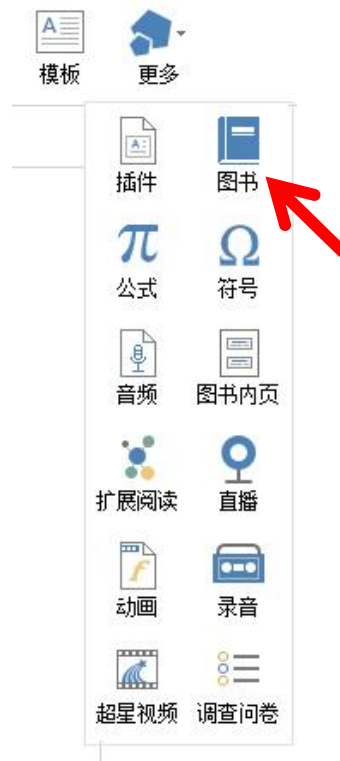 模板 更多
插件 图书
公式 符号
音频 图书内页
扩展阅读 直播
动画 录音
超星视频 调查问卷